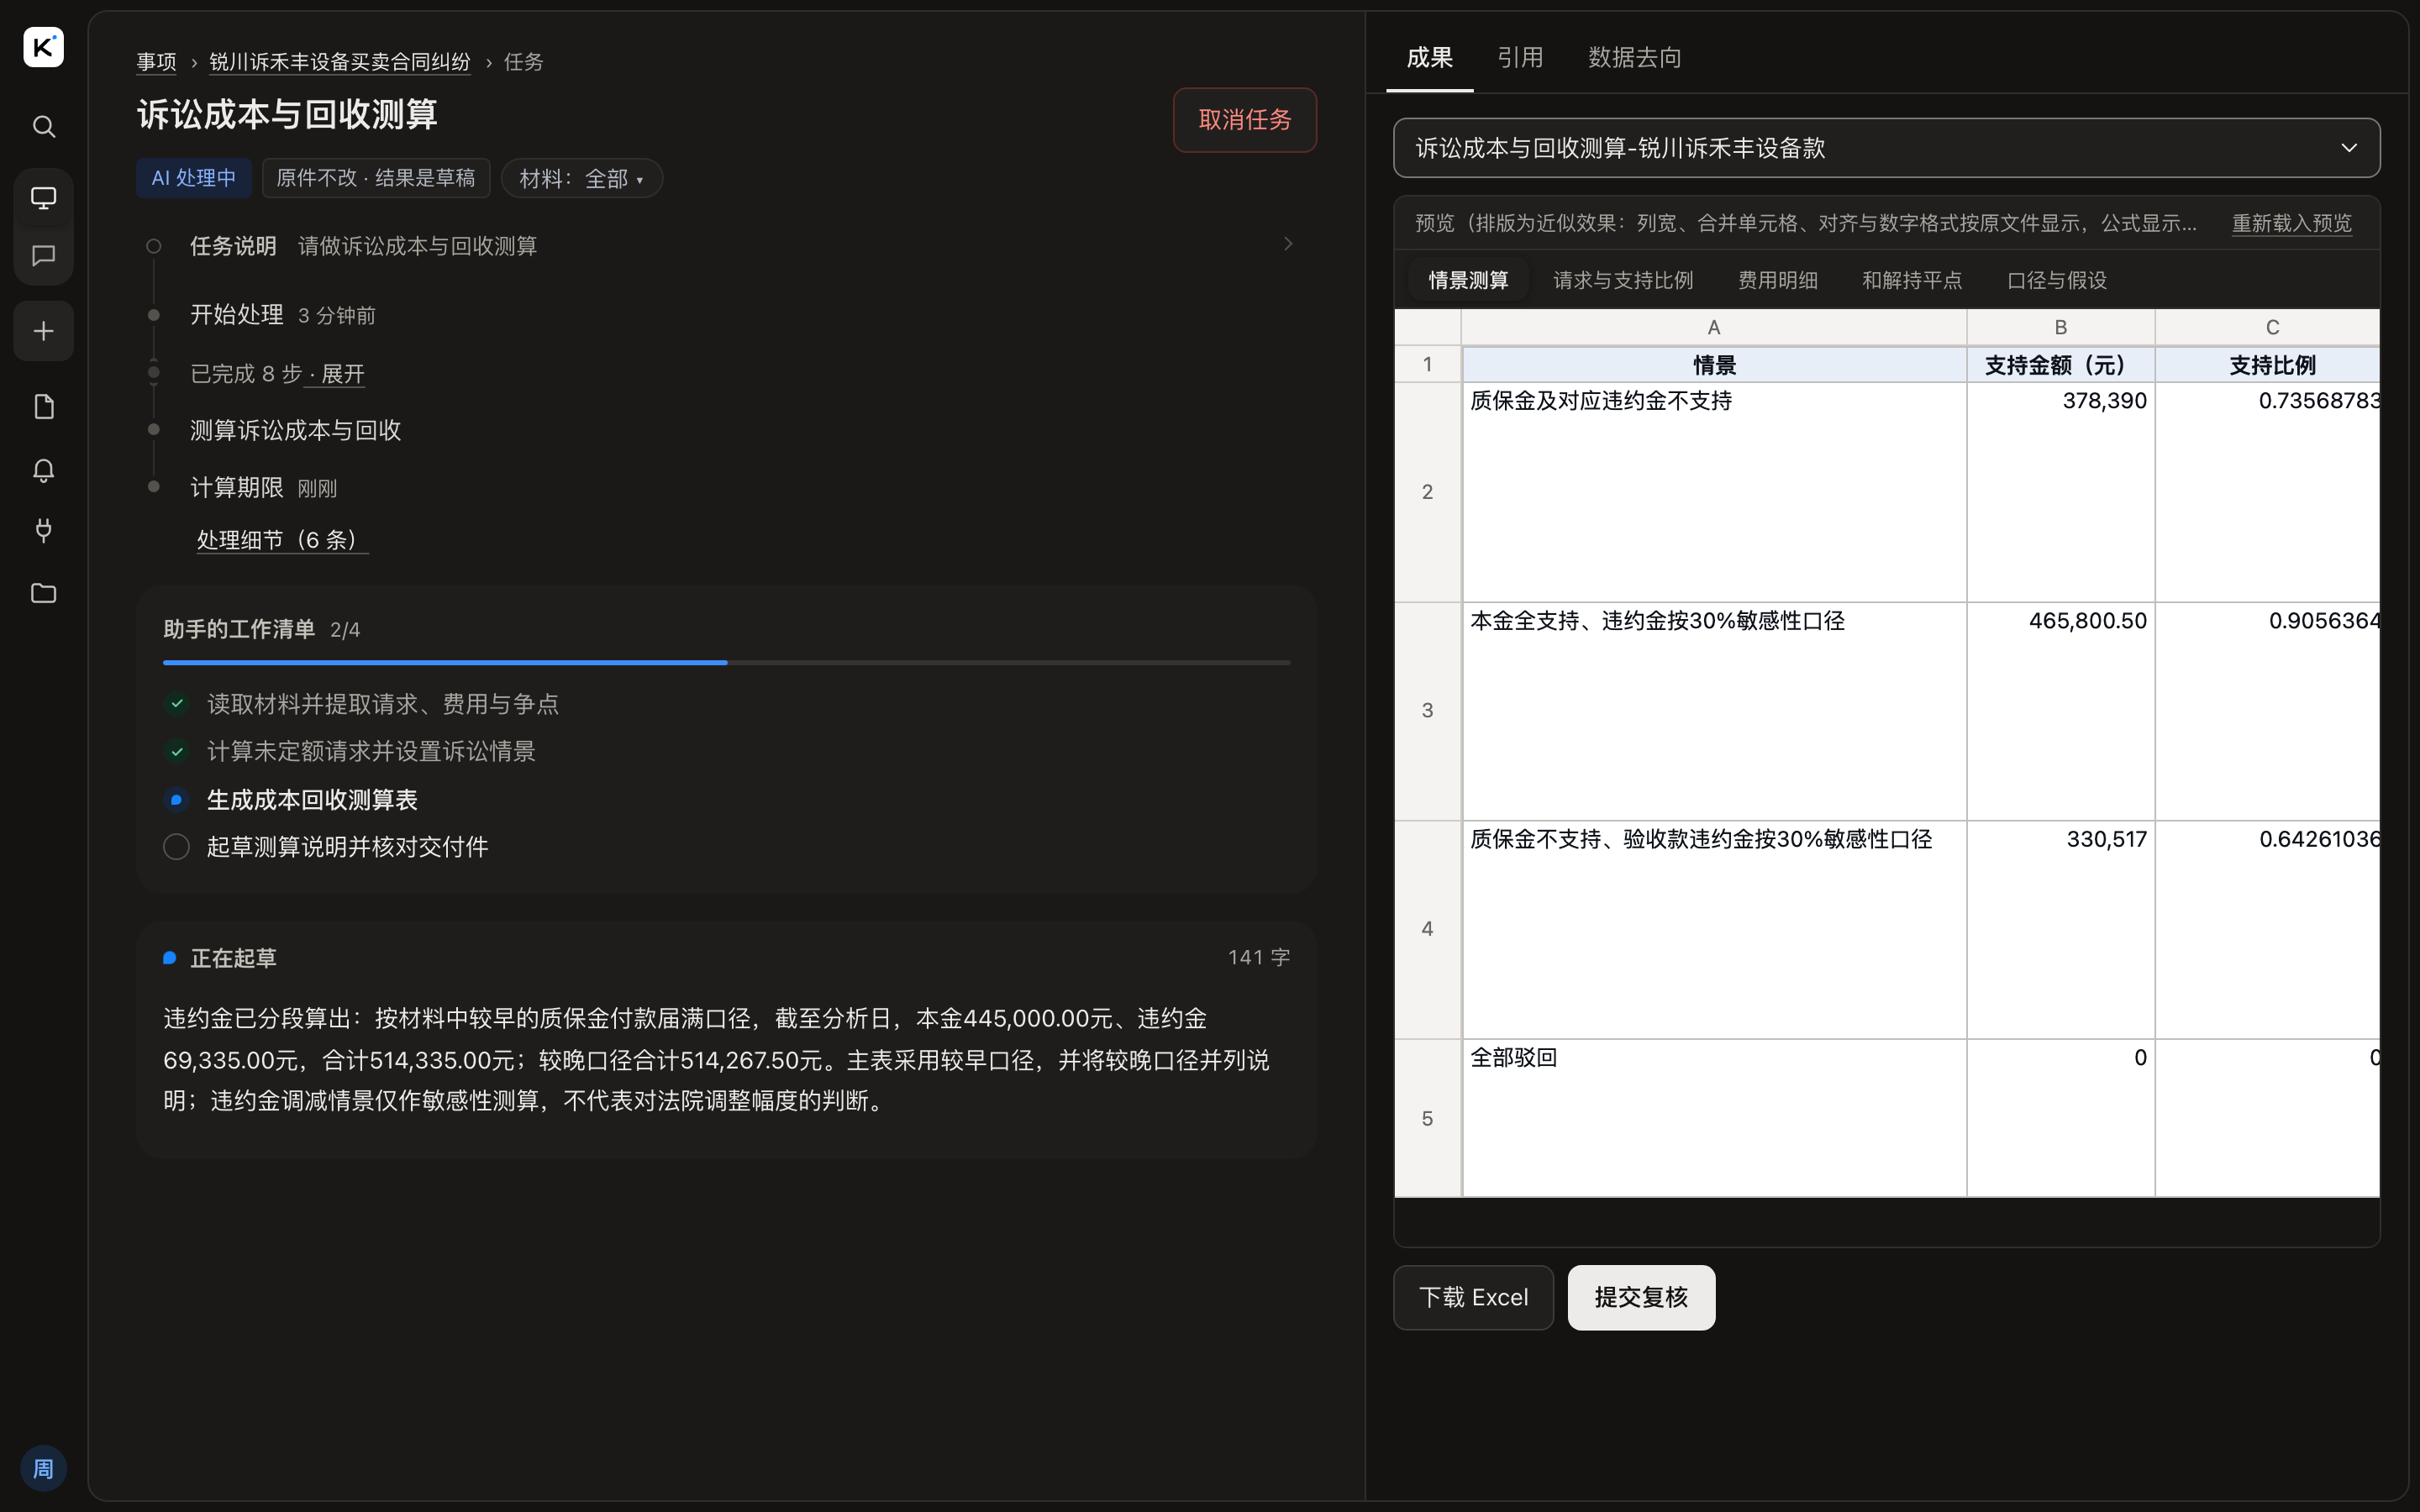 K
事项 › 锐川诉禾丰设备买卖合同纠纷 › 任务
诉讼成本与回收测算
取消任务
AI 处理中
原件不改 · 结果是草稿
材料：全部 ▾
任务说明 请做诉讼成本与回收测算
开始处理 3 分钟前
已完成 8 步 · 展开
测算诉讼成本与回收
计算期限 刚刚
处理细节（6 条）
助手的工作清单 2/4
读取材料并提取请求、费用与争点
计算未定额请求并设置诉讼情景
生成成本回收测算表
起草测算说明并核对交付件
正在起草
141 字
违约金已分段算出：按材料中较早的质保金付款届满口径，截至分析日，本金445,000.00元、违约金
69,335.00元，合计514,335.00元；较晚口径合计514,267.50元。主表采用较早口径，并将较晚口径并列说
明；违约金调减情景仅作敏感性测算，不代表对法院调整幅度的判断。
周
成果 引用 数据去向
诉讼成本与回收测算-锐川诉禾丰设备款
预览（排版为近似效果：列宽、合并单元格、对齐与数字格式按原文件显示，公式显示...
重新载入预览
情景测算 请求与支持比例 费用明细 和解持平点 口径与假设
A B C
1 情景 支持金额（元） 支持比例
2 质保金及对应违约金不支持 378,390 0.73568783
3 本金全支持、违约金按30%敏感性口径 465,800.50 0.9056364
4 质保金不支持、验收款违约金按30%敏感性口径 330,517 0.64261036
5 全部驳回 0 0
下载 Excel
提交复核